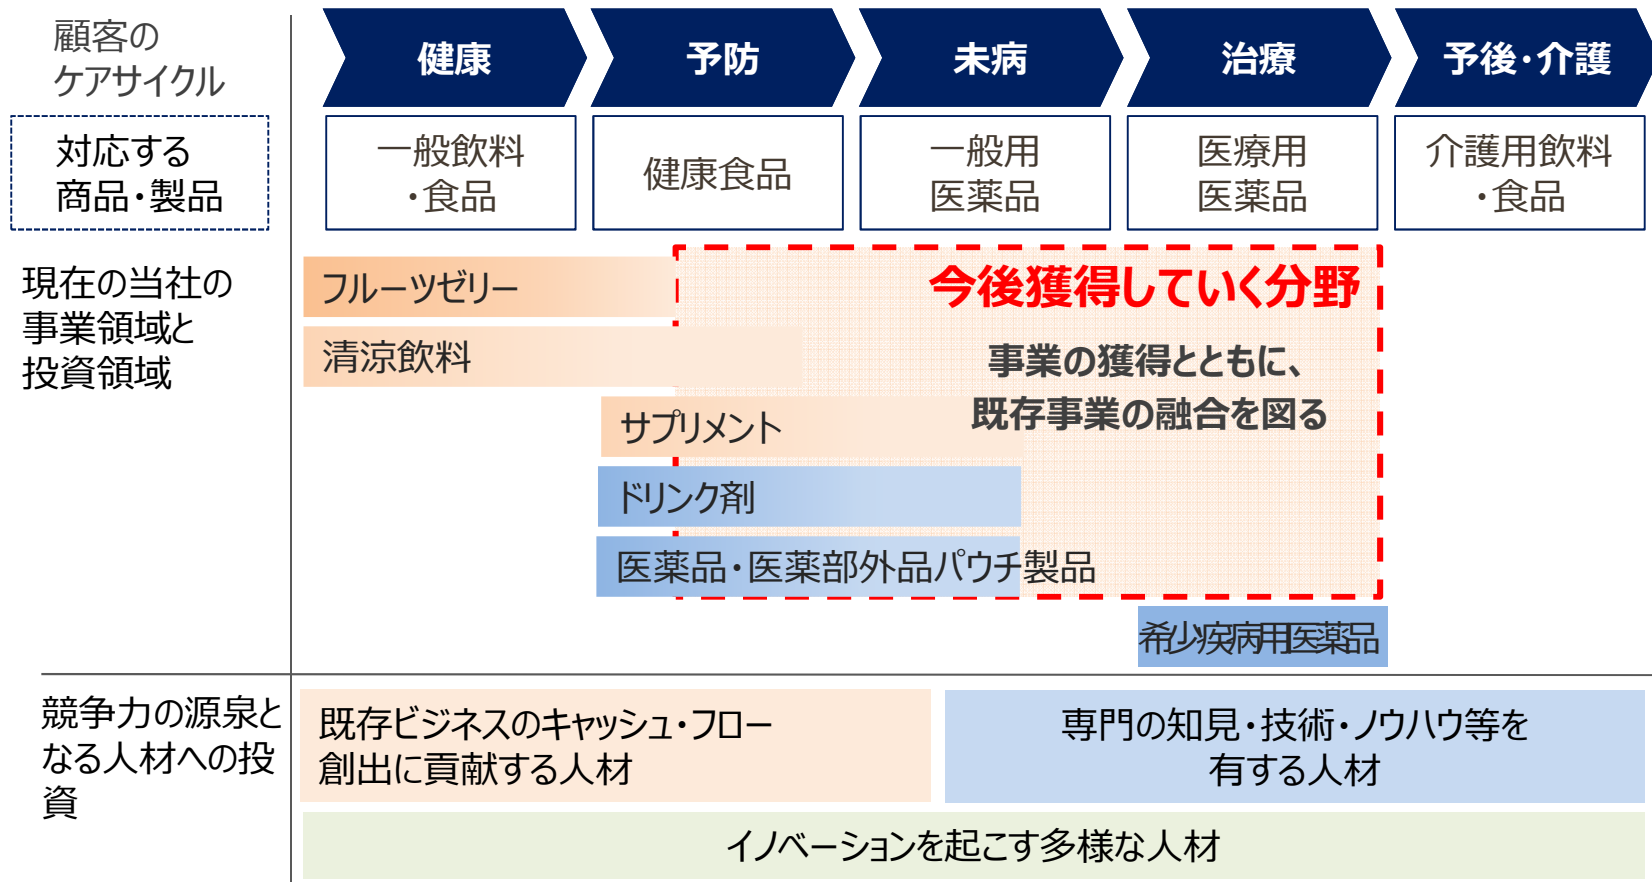 顧客の
ケアサイクル
健康
予防
未病
治療
予後・介護
対応する
商品・製品
一般飲料
・食品
健康食品
一般用
医薬品
医療用
医薬品
介護用飲料
・食品
現在の当社の
事業領域と
投資領域
フルーツゼリー
清涼飲料
サプリメント
ドリンク剤
医薬品・医薬部外品パウチ製品
希少疾病用医薬品
今後獲得していく分野
事業の獲得とともに、
既存事業の融合を図る
競争力の源泉と
なる人材への投
資
既存ビジネスのキャッシュ・フロー
創出に貢献する人材
専門の知見・技術・ノウハウ等を
有する人材
イノベーションを起こす多様な人材